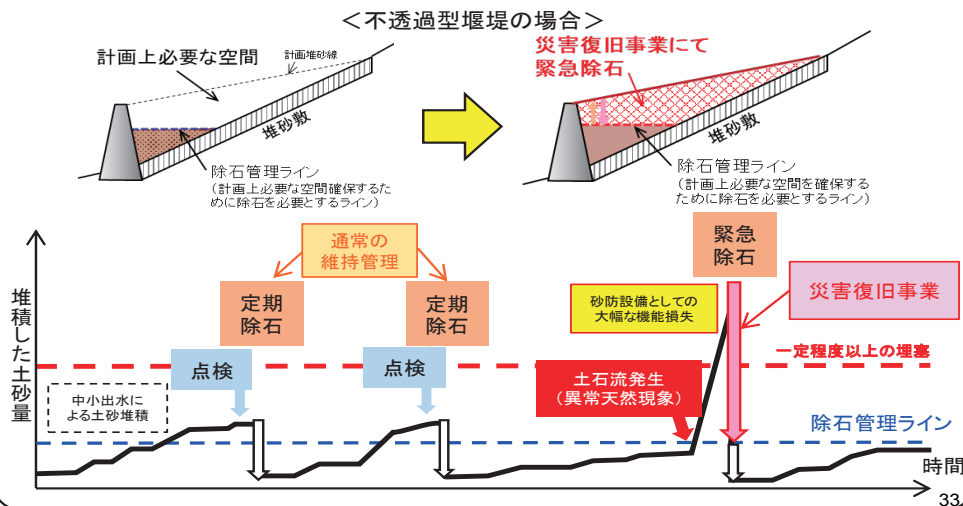 ＜不透過型堰堤の場合＞
計画上必要な空間
計画堆砂線
堆砂敷
除石管理ライン
(計画上必要な空間確保するた
めに除石を必要とするライン)
災害復旧事業にて
緊急除石
堆砂敷
除石管理ライン
(計画上必要な空間を確保する
ために除石を必要とするライン)
通常の
維持管理
緊急
除石
定期
除石
定期
除石
砂防設備としての
大幅な機能損失
災害復旧事業
堆積した土砂量
点検
点検
一定程度以上の埋塞
中小出水に
よる土砂堆積
土石流発生
(異常天然現象)
除石管理ライン
時間
33